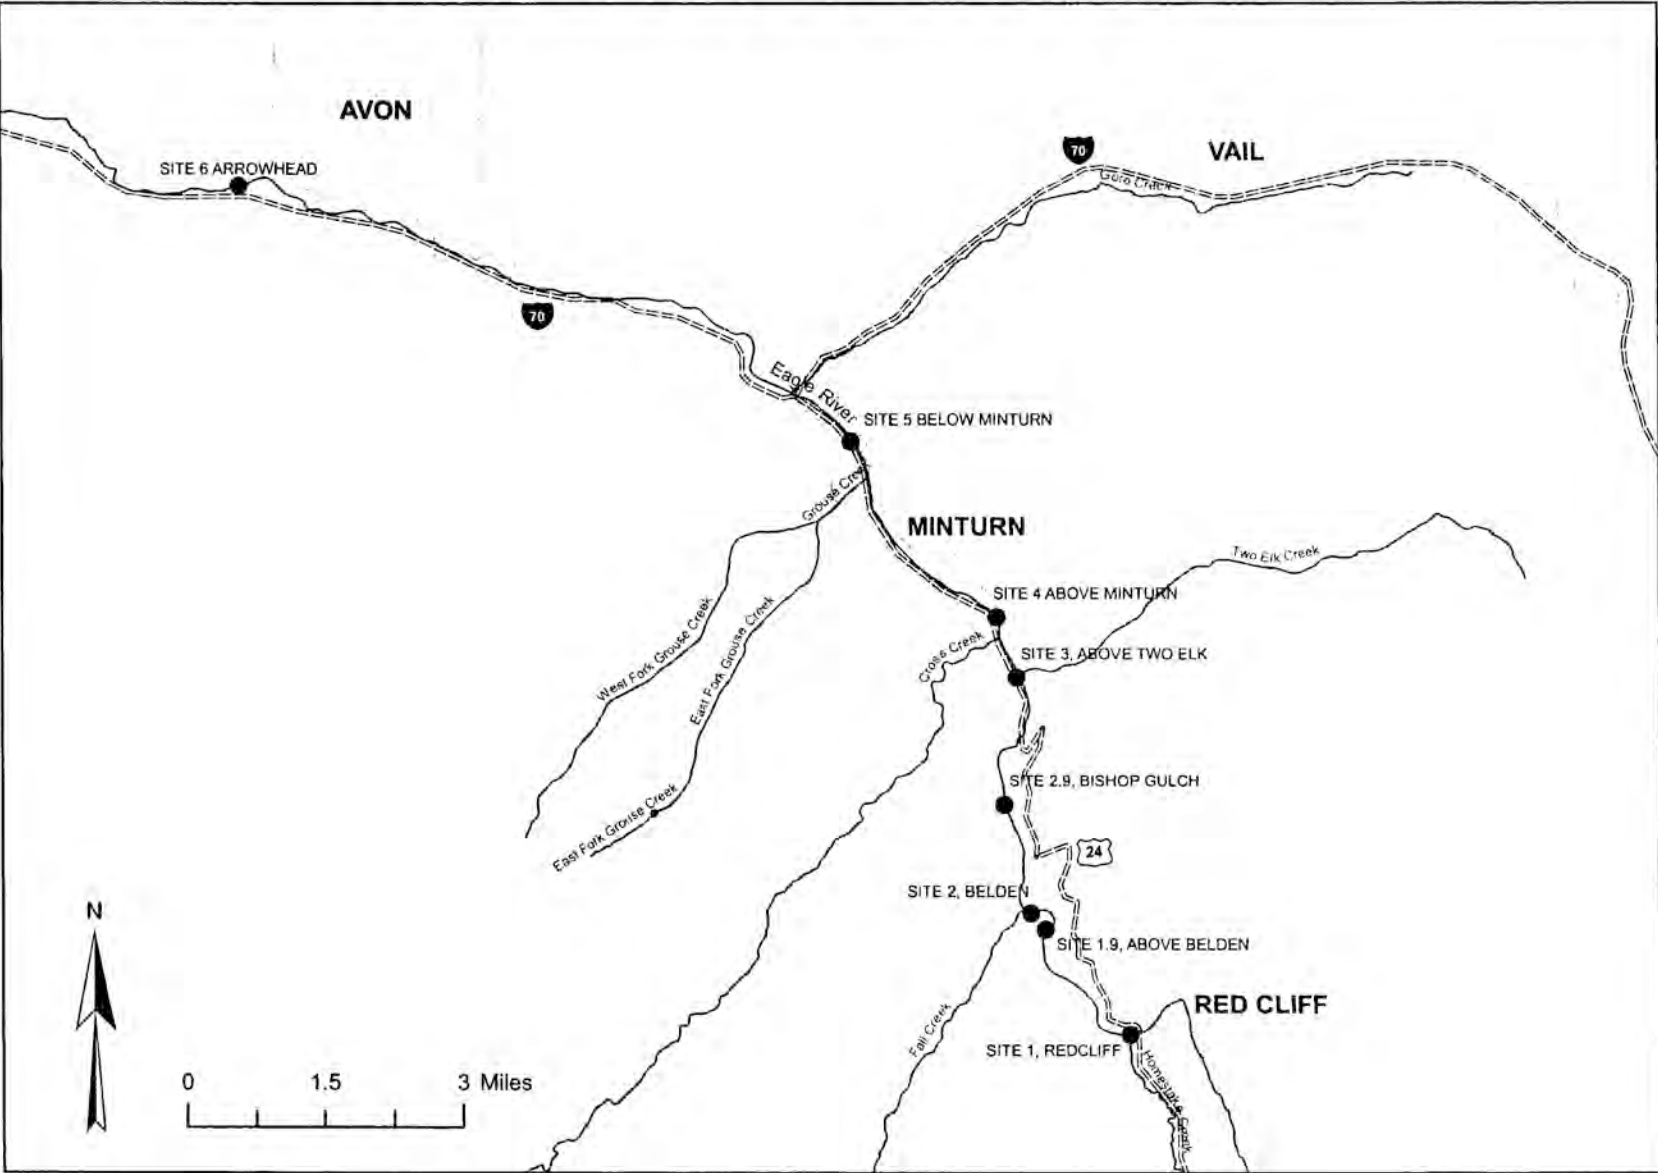 AVON
70
VAIL
SITE 6 ARROWHEAD
Gore Creek
70
Eagle River
SITE 5 BELOW MINTURN
Grouse Creek
MINTURN
Two Elk Creek
SITE 4 ABOVE MINTURN
West Fork Grouse Creek
East Fork Grouse Creek
Cross Creek
SITE 3, ABOVE TWO ELK
SITE 2.9, BISHOP GULCH
East Fork Grouse Creek
24
SITE 2, BELDEN
N
SITE 1.9, ABOVE BELDEN
RED CLIFF
Fall Creek
SITE 1, REDCLIFF
Homestake Creek
0 1.5 3 Miles